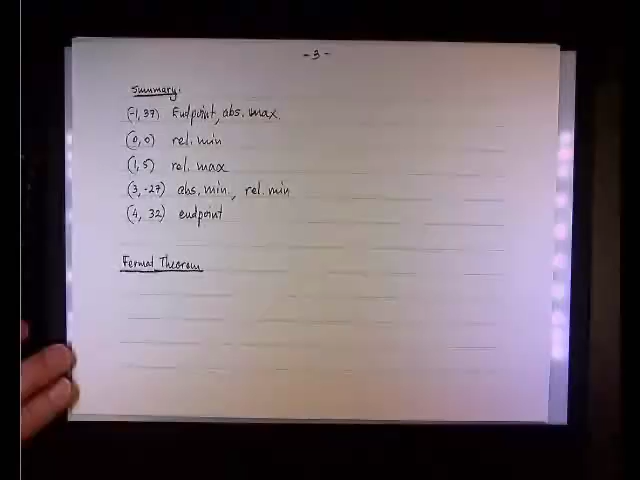 -3-
Summary:
(-1, 37) Endpoint, abs. max.
(0, 0) rel. min
(1, 5) rel. max
(3, -27) abs. min, rel. min
(4, 32) endpoint
Fermat Theorem